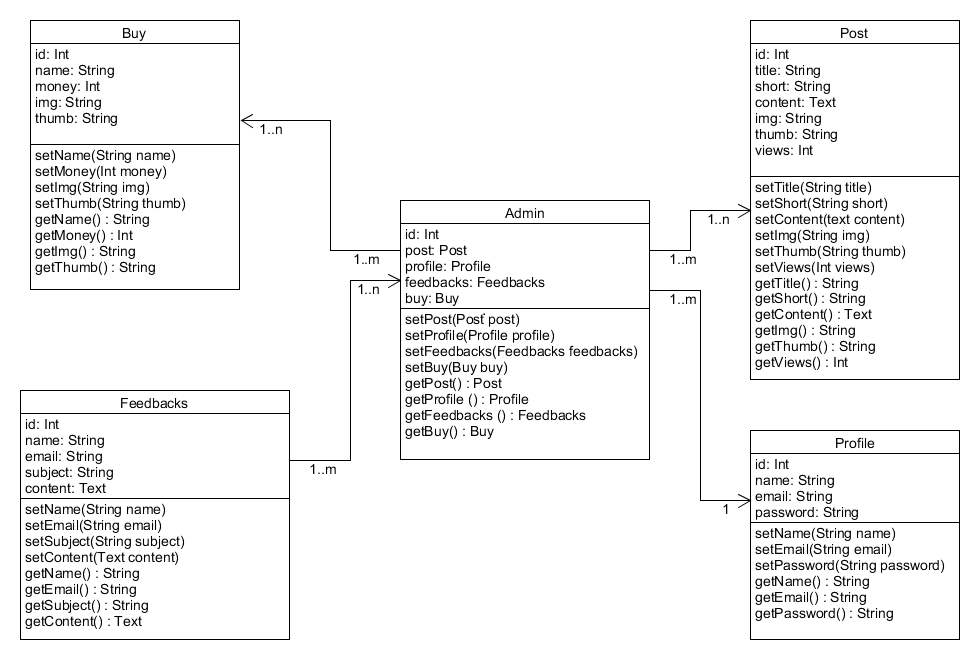 Buy
id: Int
name: String
money: Int
img: String
thumb: String
setName(String name)
setMoney(Int money)
setImg(String img)
setThumb(String thumb)
getName() : String
getMoney() : Int
getImg() : String
getThumb() : String
1..n
1..m
Admin
id: Int
post: Post
profile: Profile
feedbacks: Feedbacks
buy: Buy
setPost(Post post)
setProfile(Profile profile)
setFeedbacks(Feedbacks feedbacks)
setBuy(Buy buy)
getPost() : Post
getProfile () : Profile
getFeedbacks () : Feedbacks
getBuy() : Buy
1..n
1..m
1..n
1..m
1..m
1
Post
id: Int
title: String
short: String
content: Text
img: String
thumb: String
views: Int
setTitle(String title)
setShort(String short)
setContent(text content)
setImg(String img)
setThumb(String thumb)
setViews(Int views)
getTitle() : String
getShort() : String
getContent() : Text
getImg() : String
getThumb() : String
getViews() : Int
Feedbacks
id: Int
name: String
email: String
subject: String
content: Text
setName(String name)
setEmail(String email)
setSubject(String subject)
setContent(Text content)
getName() : String
getEmail() : String
getSubject() : String
getContent() : Text
Profile
id: Int
name: String
email: String
password: String
setName(String name)
setEmail(String email)
setPassword(String password)
getName() : String
getEmail() : String
getPassword() : String